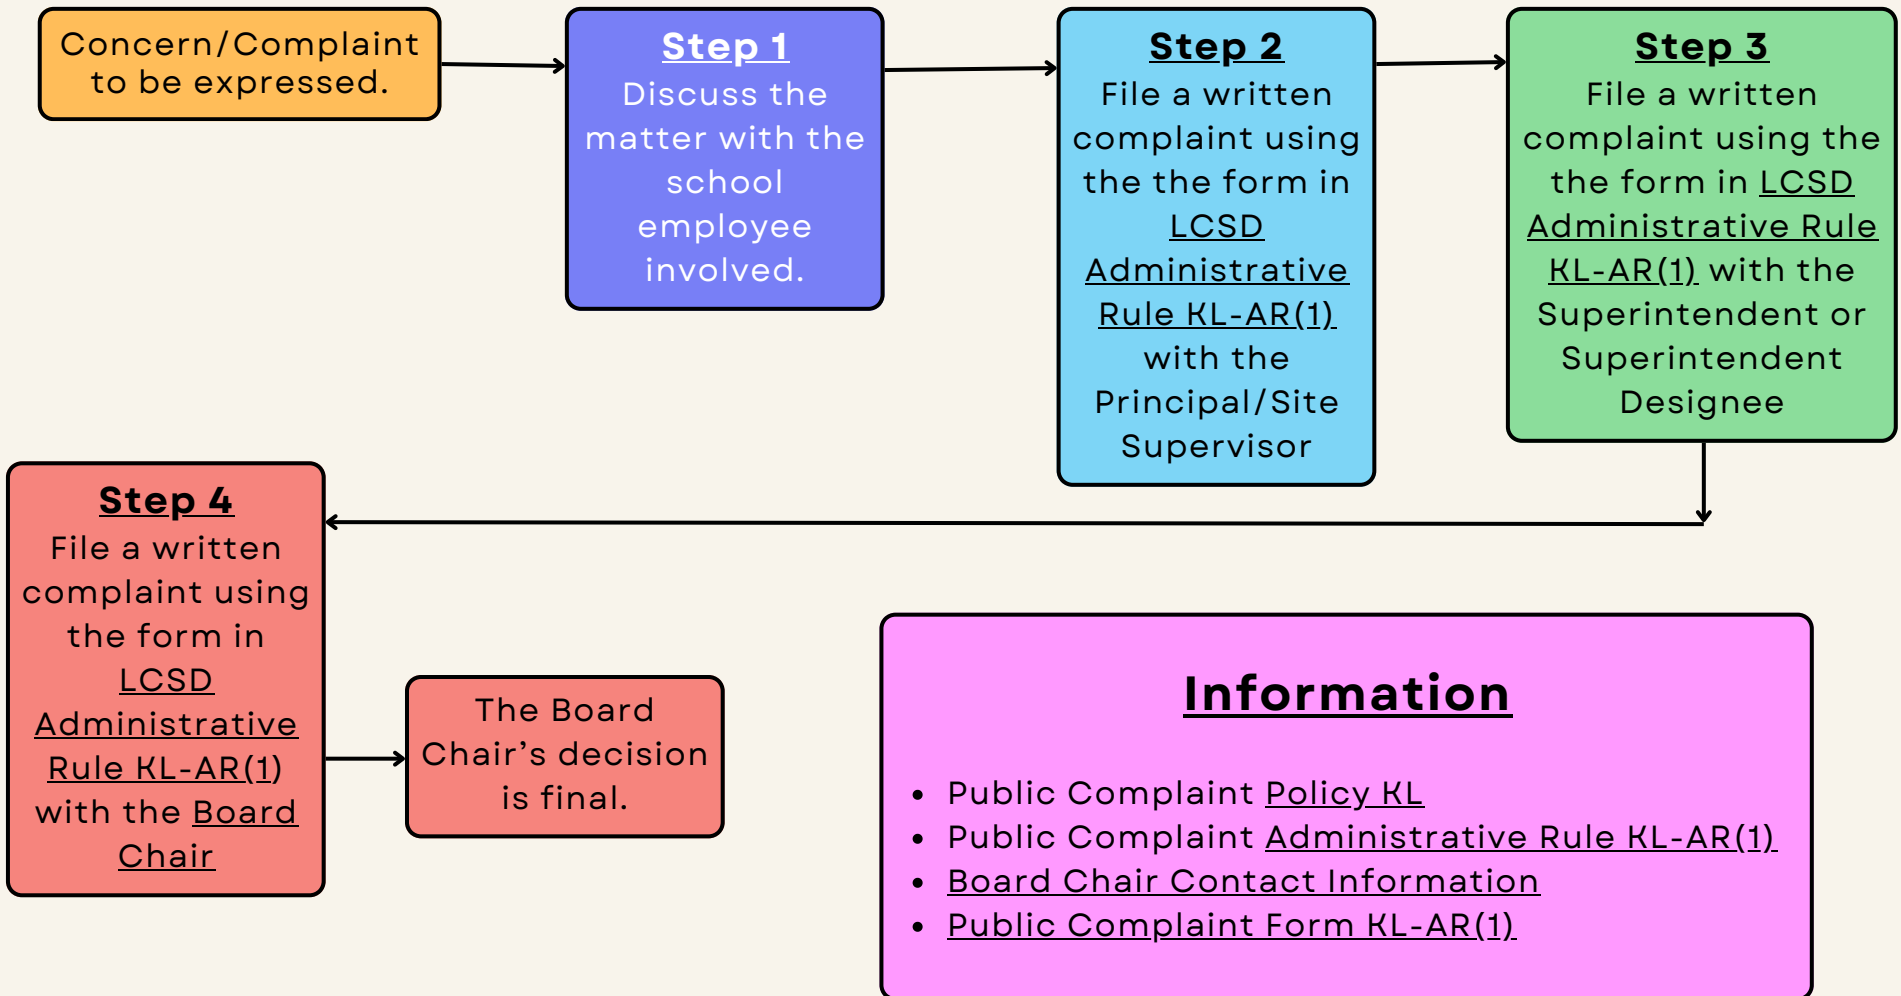 Concern/Complaint
to be expressed.
Step 1
Discuss the
matter with the
school
employee
involved.
Step 2
File a written
complaint using
the the form in
LCSD
Administrative
Rule KL-AR(1)
with the
Principal/Site
Supervisor
Step 3
File a written
complaint using the
the form in LCSD
Administrative Rule
KL-AR(1) with the
Superintendent or
Superintendent
Designee
Step 4
File a written
complaint using
the form in
LCSD
Administrative
Rule KL-AR(1)
with the Board
Chair
The Board
Chair’s decision
is final.
Information
• Public Complaint Policy KL
• Public Complaint Administrative Rule KL-AR(1)
• Board Chair Contact Information
• Public Complaint Form KL-AR(1)